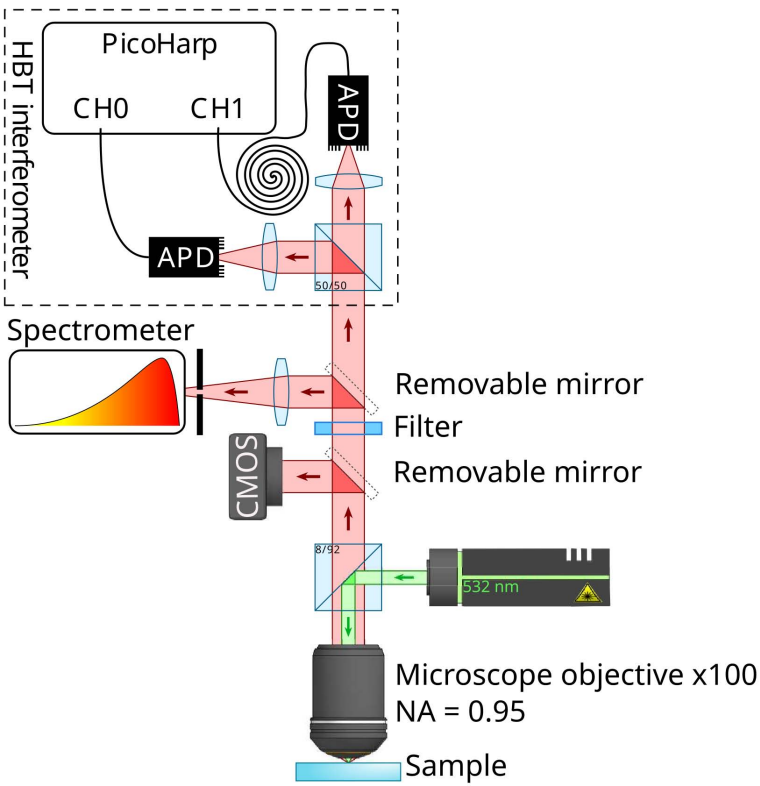 PicoHarp
CH0 CH1
HBT interferometer
APD
APD
50/50
Spectrometer
Removable mirror
Filter
CMOS
Removable mirror
8/92
532 nm
Microscope objective x100
NA = 0.95
Sample